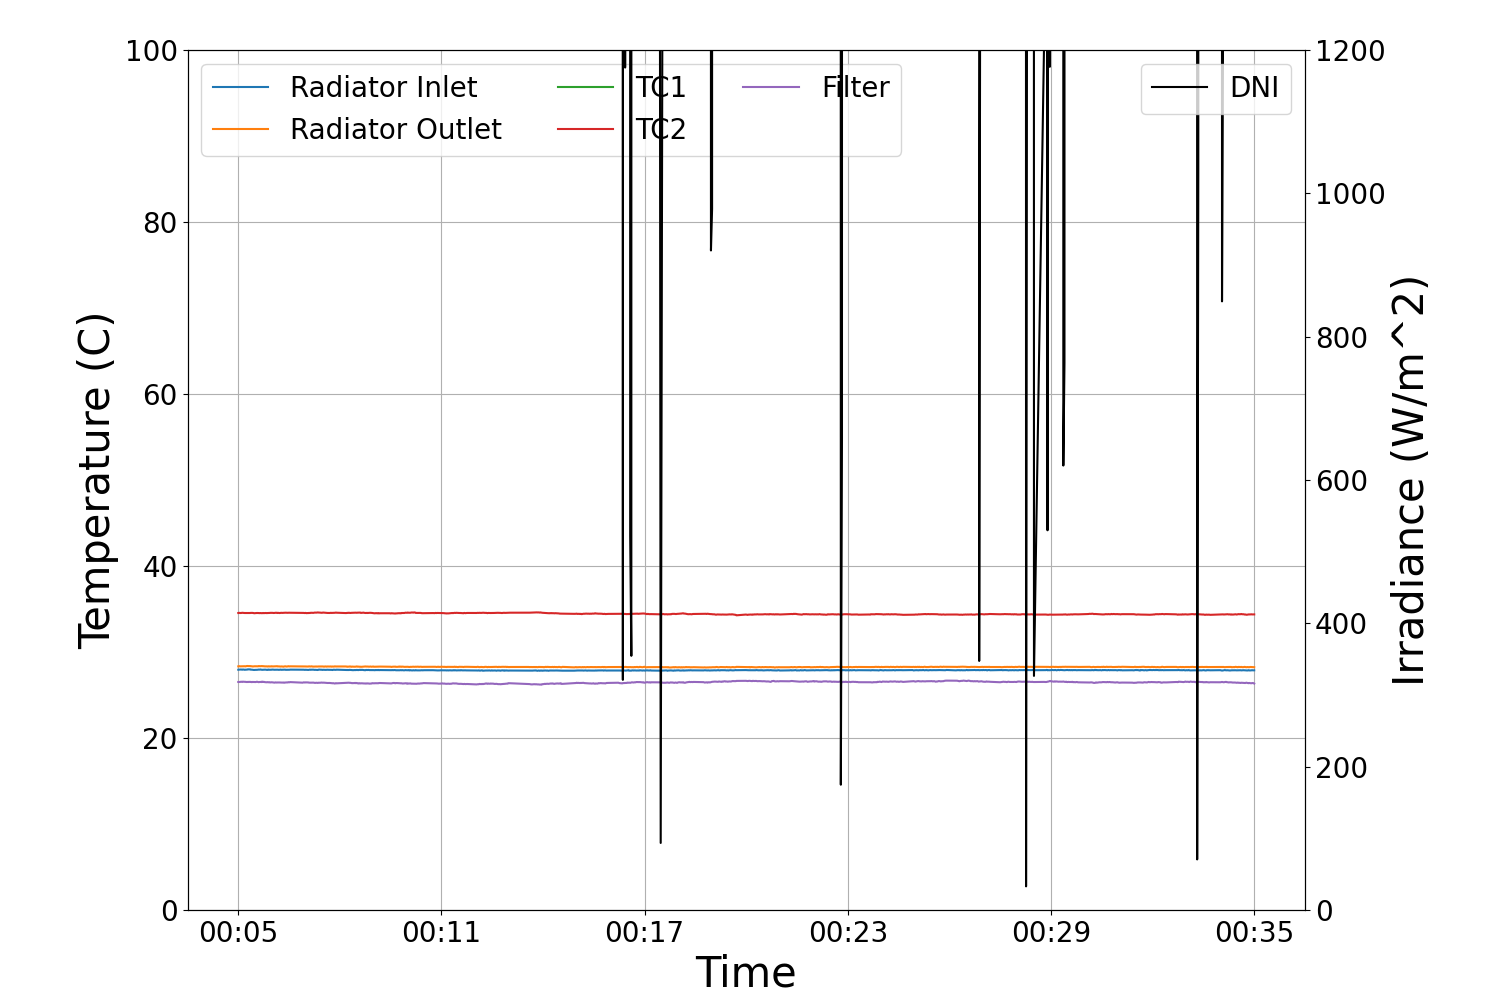 100
80
60
40
20
0
Temperature (C)
Radiator Inlet
Radiator Outlet
TC1
TC2
Filter
DNI
1200
1000
800
600
400
200
0
Irradiance (W/m^2)
00:05 00:11 00:17 00:23 00:29 00:35
Time